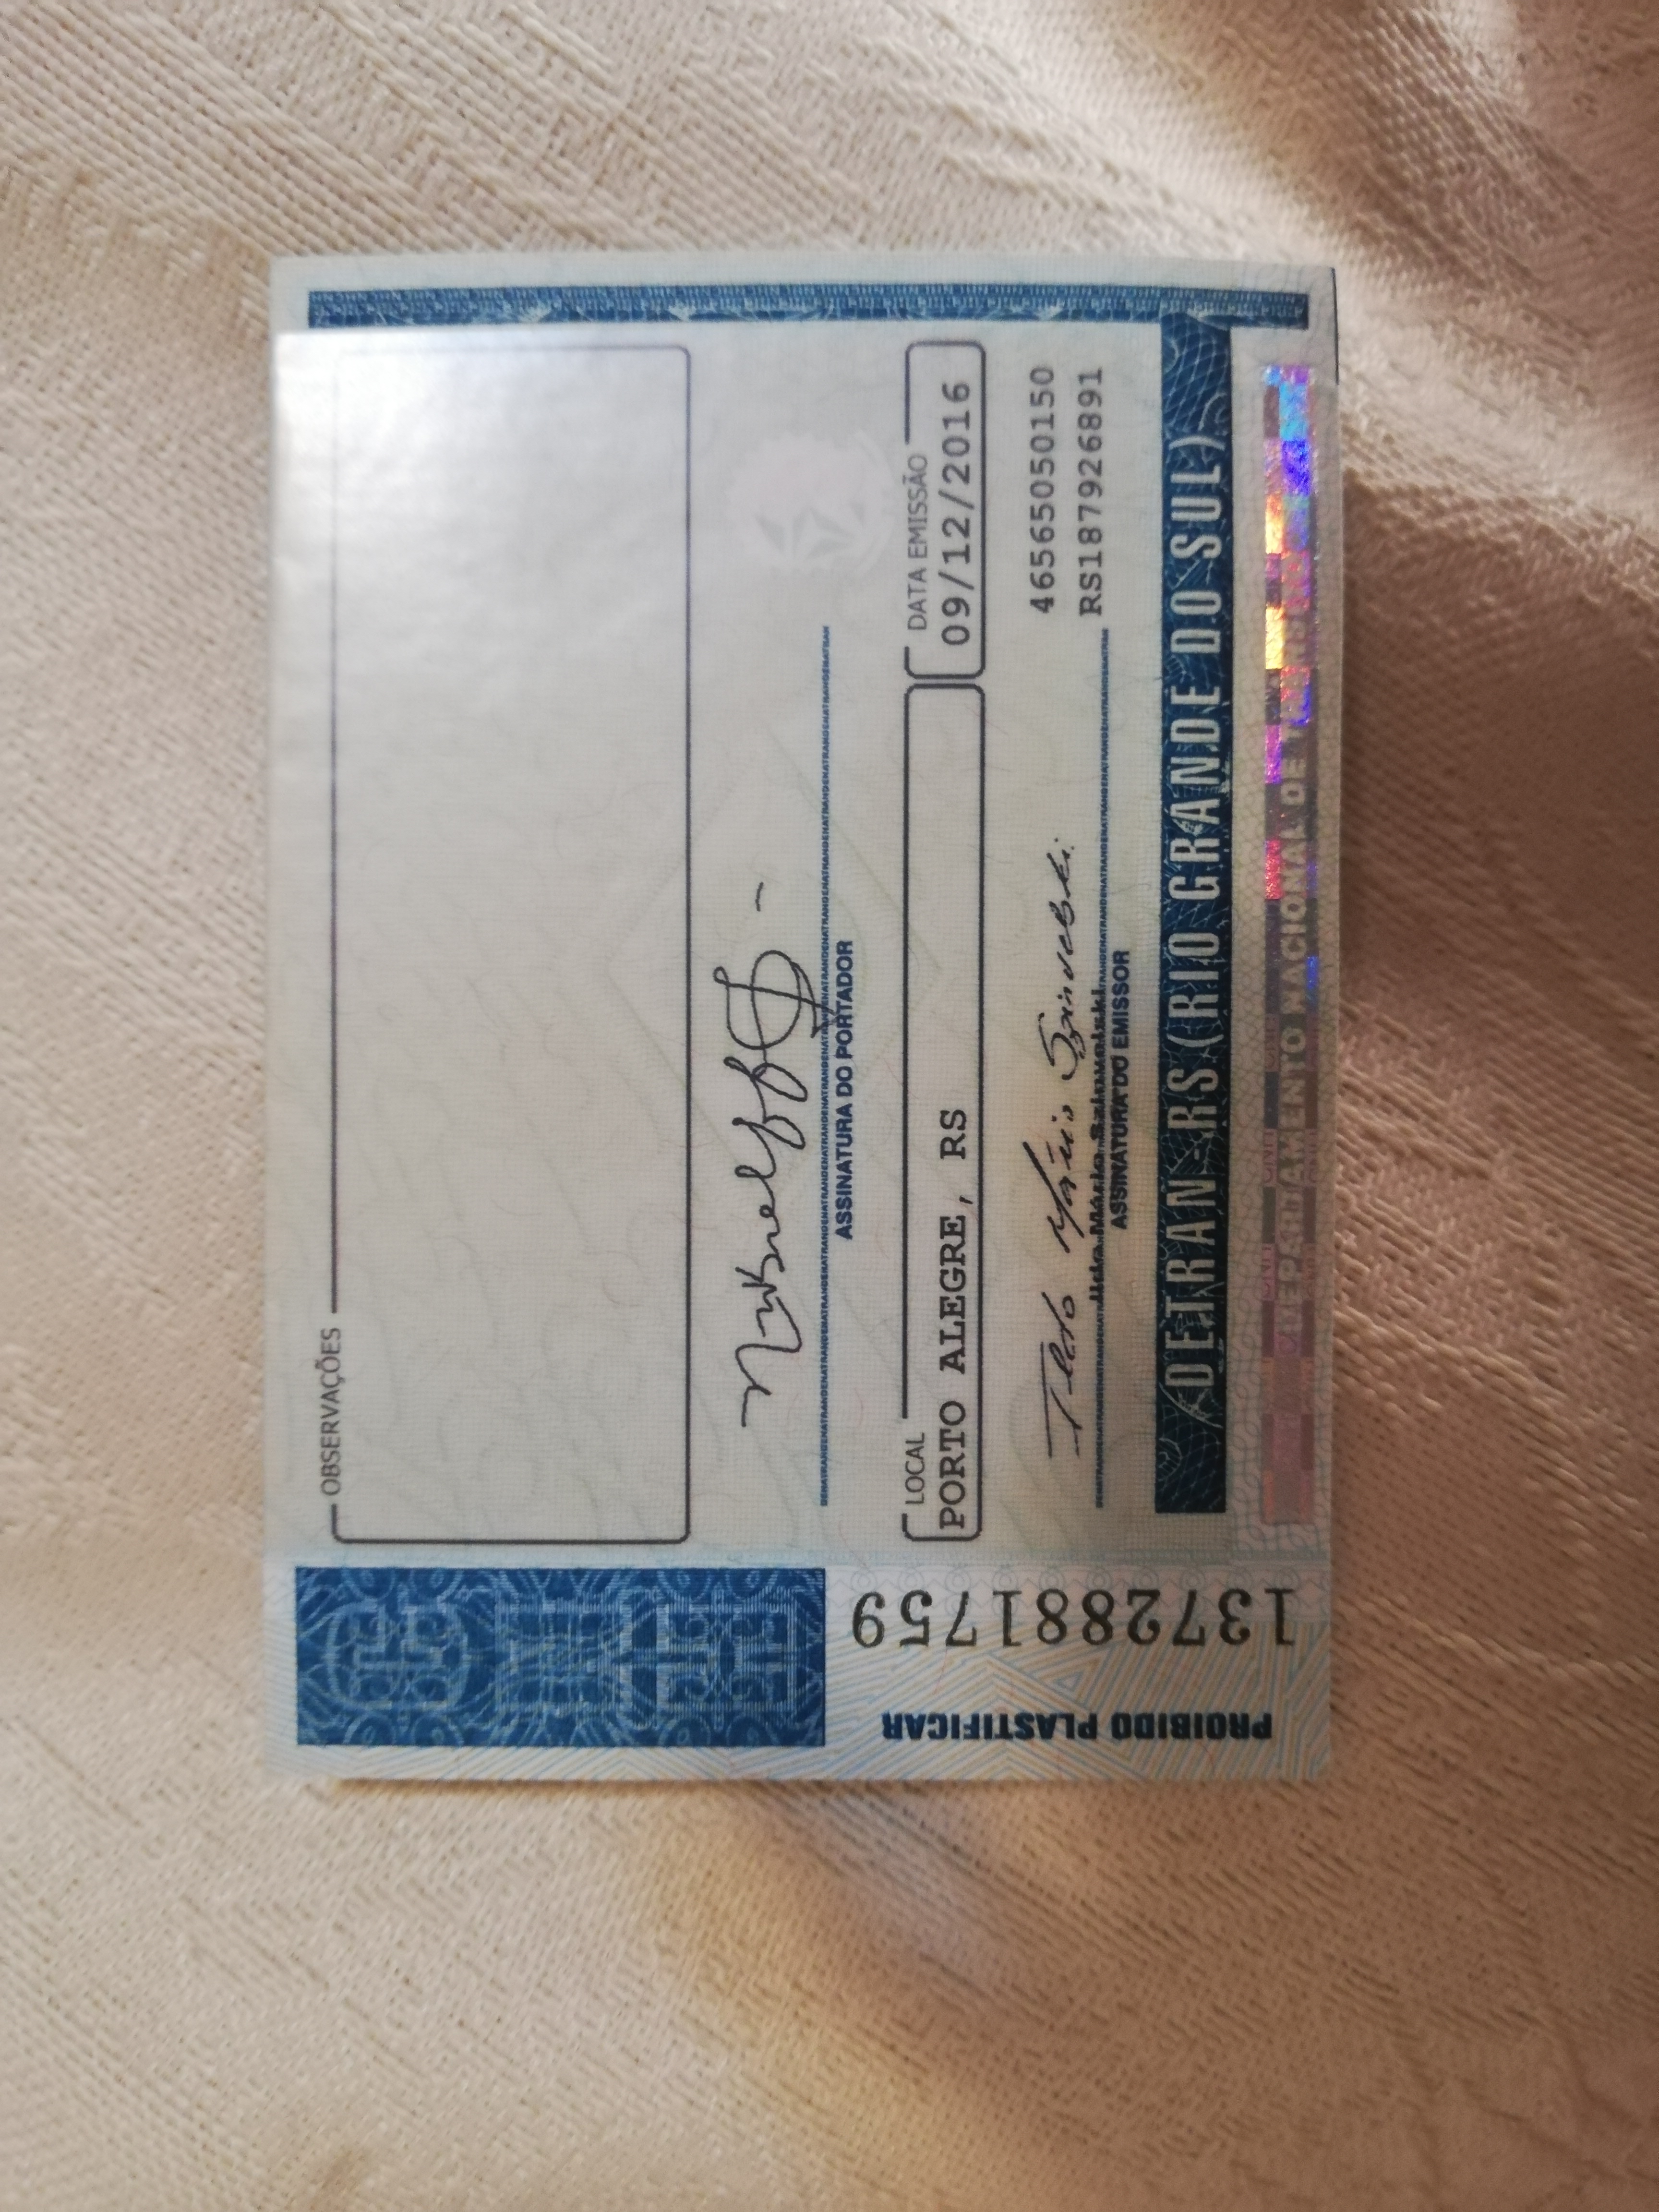 OBSERVAÇÕES
ASSINATURA DO PORTADOR
LOCAL
DATA EMISSÃO
PORTO ALEGRE, RS
09/12/2016
46565050150
RS187926891
ASSINATURA DO EMISSOR
DETRAN-RS (RIO GRANDE DO SUL)
DEPARTAMENTO NACIONAL DE
1372881759
PROIBIDO PLASTIFICAR